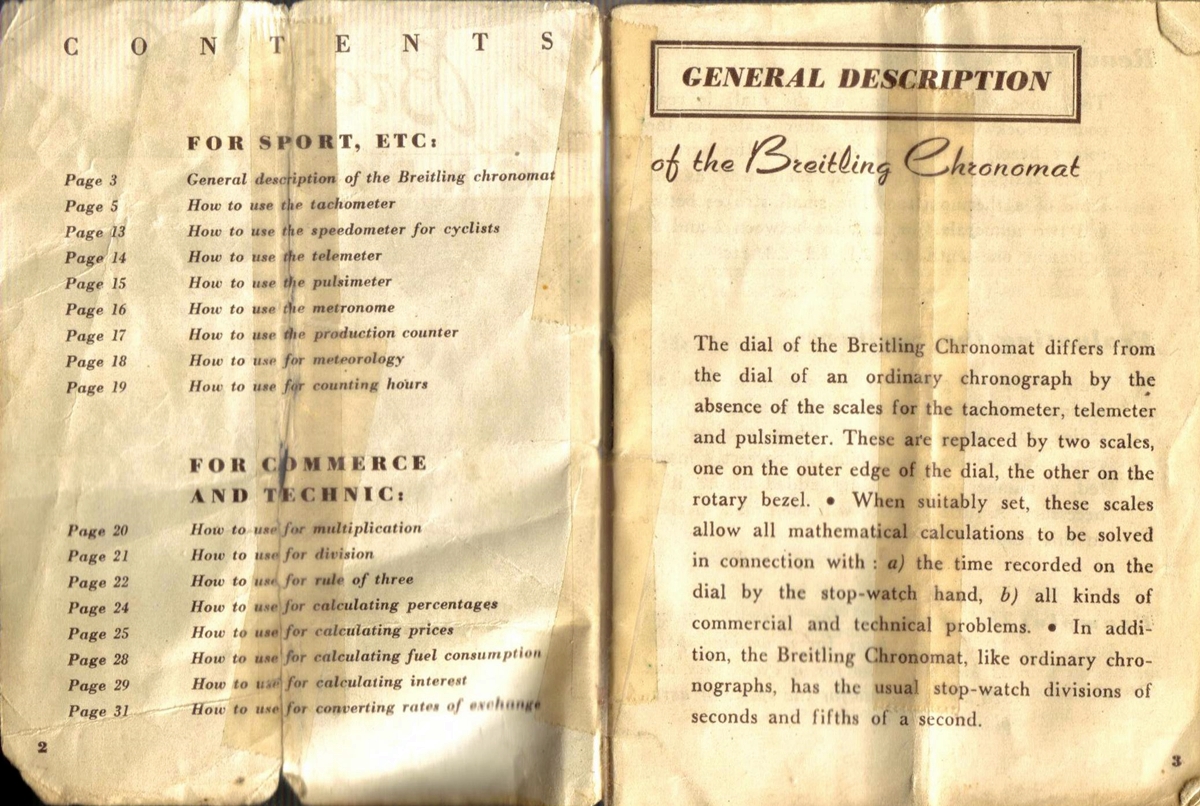 CONTENTS
FOR SPORT, ETC:
Page 3 General description of the Breitling chronomat
Page 5 How to use the tachometer
Page 13 How to use the speedometer for cyclists
Page 14 How to use the telemeter
Page 15 How to use the pulsimeter
Page 16 How to use the metronome
Page 17 How to use the production counter
Page 18 How to use for meteorology
Page 19 How to use for counting hours
FOR COMMERCE
AND TECHNIC:
Page 20 How to use for multiplication
Page 21 How to use for division
Page 22 How to use for rule of three
Page 24 How to use for calculating percentages
Page 25 How to use for calculating prices
Page 28 How to use for calculating fuel consumption
Page 29 How to use for calculating interest
Page 31 How to use for converting rates of exchange
2
GENERAL DESCRIPTION
of the Breitling Chronomat
The dial of the Breitling Chronomat differs from
the dial of an ordinary chronograph by the
absence of the scales for the tachometer, telemeter
and pulsimeter. These are replaced by two scales,
one on the outer edge of the dial, the other on the
rotary bezel. • When suitably set, these scales
allow all mathematical calculations to be solved
in connection with : a) the time recorded on the
dial by the stop-watch hand, b) all kinds of
commercial and technical problems. • In addi-
tion, the Breitling Chronomat, like ordinary chro-
nographs, has the usual stop-watch divisions of
seconds and fifths of a second.
3